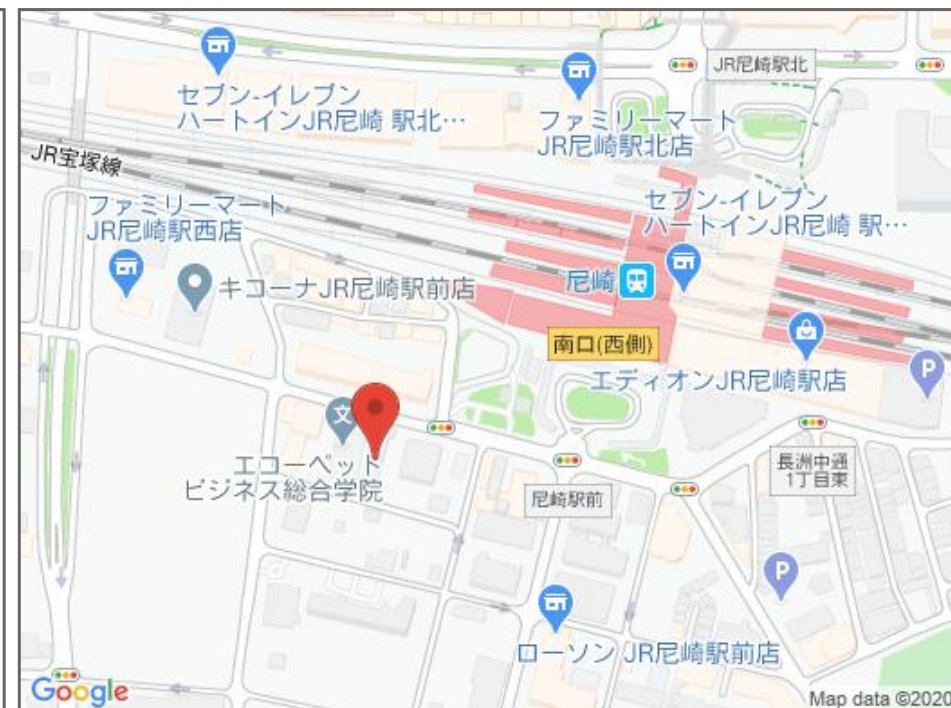 JR尼崎駅北
セブン-イレブン
ハートインJR尼崎 駅北…
ファミリーマート
JR尼崎駅北店
JR宝塚線
セブン-イレブン
ハートインJR尼崎 駅…
ファミリーマート
JR尼崎駅西店
キコーナJR尼崎駅前店
尼崎
南口(西側)
エディオンJR尼崎駅店
P
文
エコーペット
ビジネス総合学院
長洲中通
1丁目東
尼崎駅前
P
ローソン JR尼崎駅前店
Google
Map data ©2020